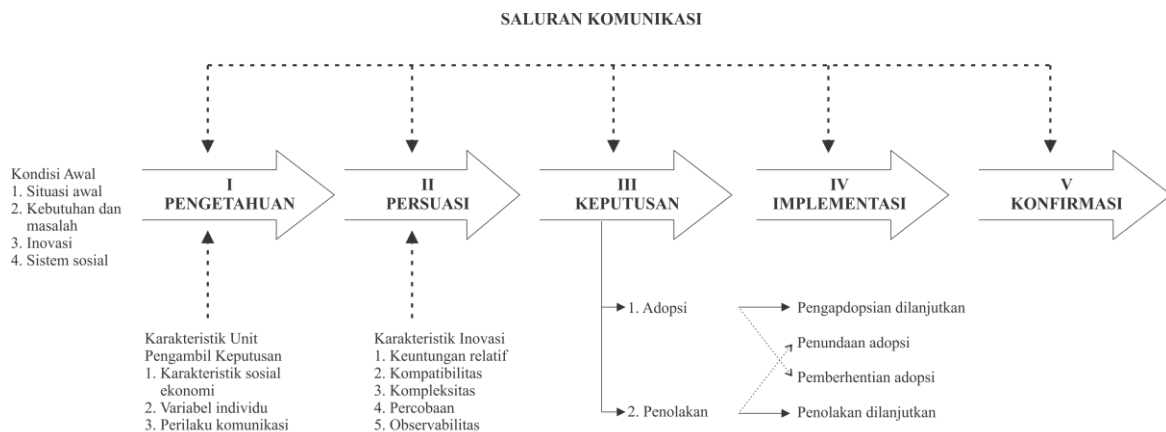 SALURAN KOMUNIKASI
Kondisi Awal
1. Situasi awal
2. Kebutuhan dan
masalah
3. Inovasi
4. Sistem sosial
I
PENGETAHUAN
II
PERSUASI
III
KEPUTUSAN
IV
IMPLEMENTASI
V
KONFIRMASI
Karakteristik Unit
Pengambil Keputusan
1. Karakteristik sosial
ekonomi
2. Variabel individu
3. Perilaku komunikasi
Karakteristik Inovasi
1. Keuntungan relatif
2. Kompatibilitas
3. Kompleksitas
4. Percobaan
5. Observabilitas
1. Adopsi
2. Penolakan
Pengapdopsian dilanjutkan
Penundaan adopsi
Pemberhentian adopsi
Penolakan dilanjutkan